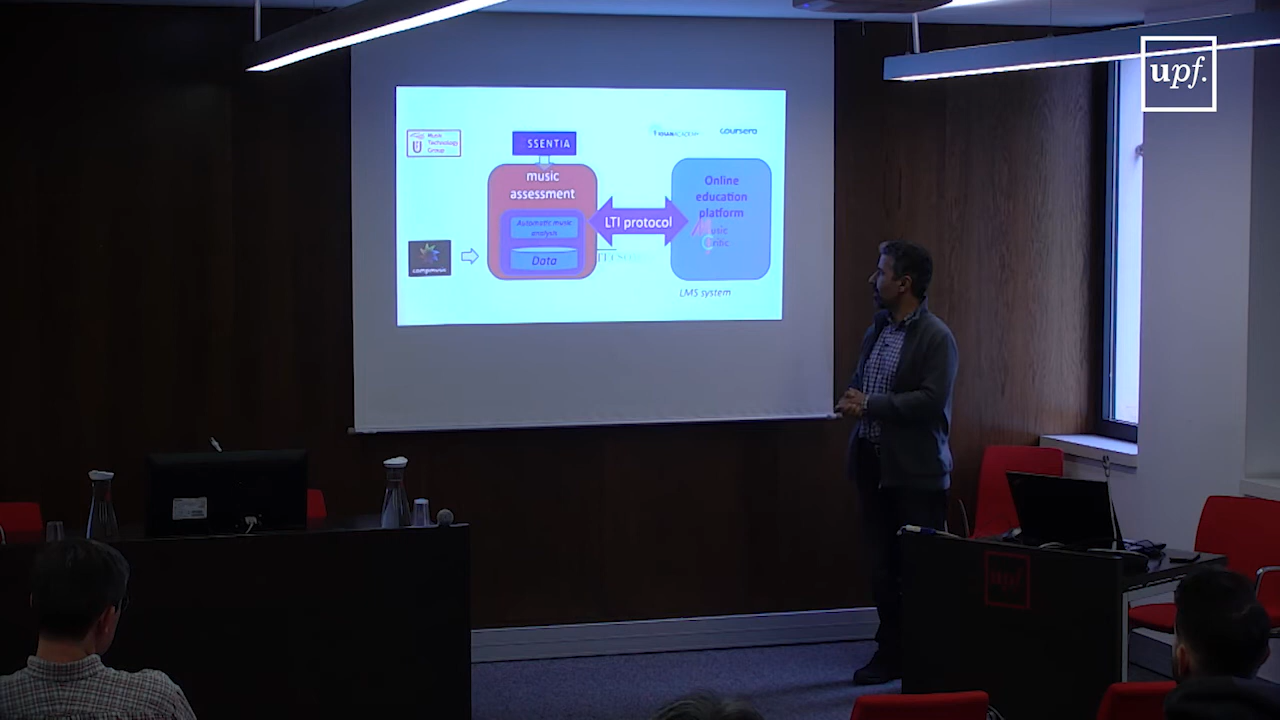 upf.
Music
Technology
Group
SSENTIA
coursera
music
assessment
Automatic music
analysis
Data
LTI protocol
Online
education
platform
Music
Critic
compmusic
LMS system
upf.